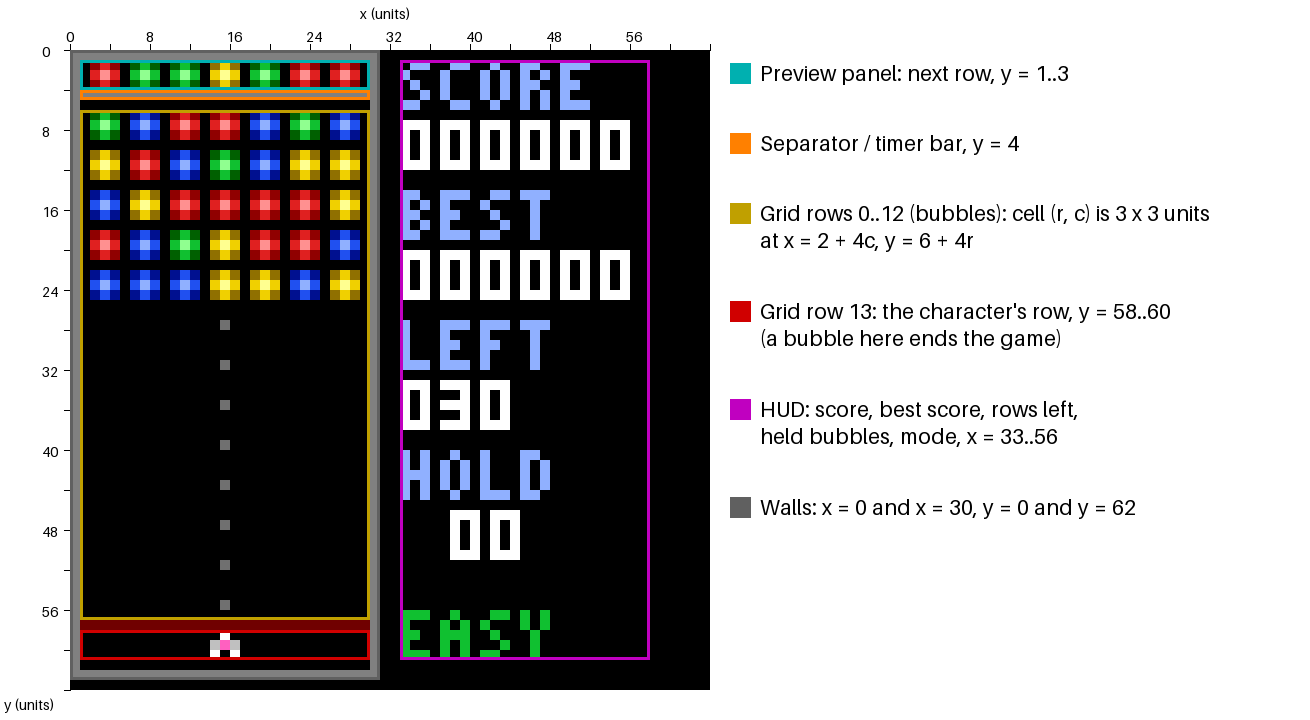 x (units)
0 8 16 24 32 40 48 56
0
8
16
24
32
40
48
56
y (units)
SCORE
000000
BEST
000000
LEFT
030
HOLD
00
EASY
Preview panel: next row, y = 1..3
Separator / timer bar, y = 4
Grid rows 0..12 (bubbles): cell (r, c) is 3 x 3 units
at x = 2 + 4c, y = 6 + 4r
Grid row 13: the character's row, y = 58..60
(a bubble here ends the game)
HUD: score, best score, rows left,
held bubbles, mode, x = 33..56
Walls: x = 0 and x = 30, y = 0 and y = 62